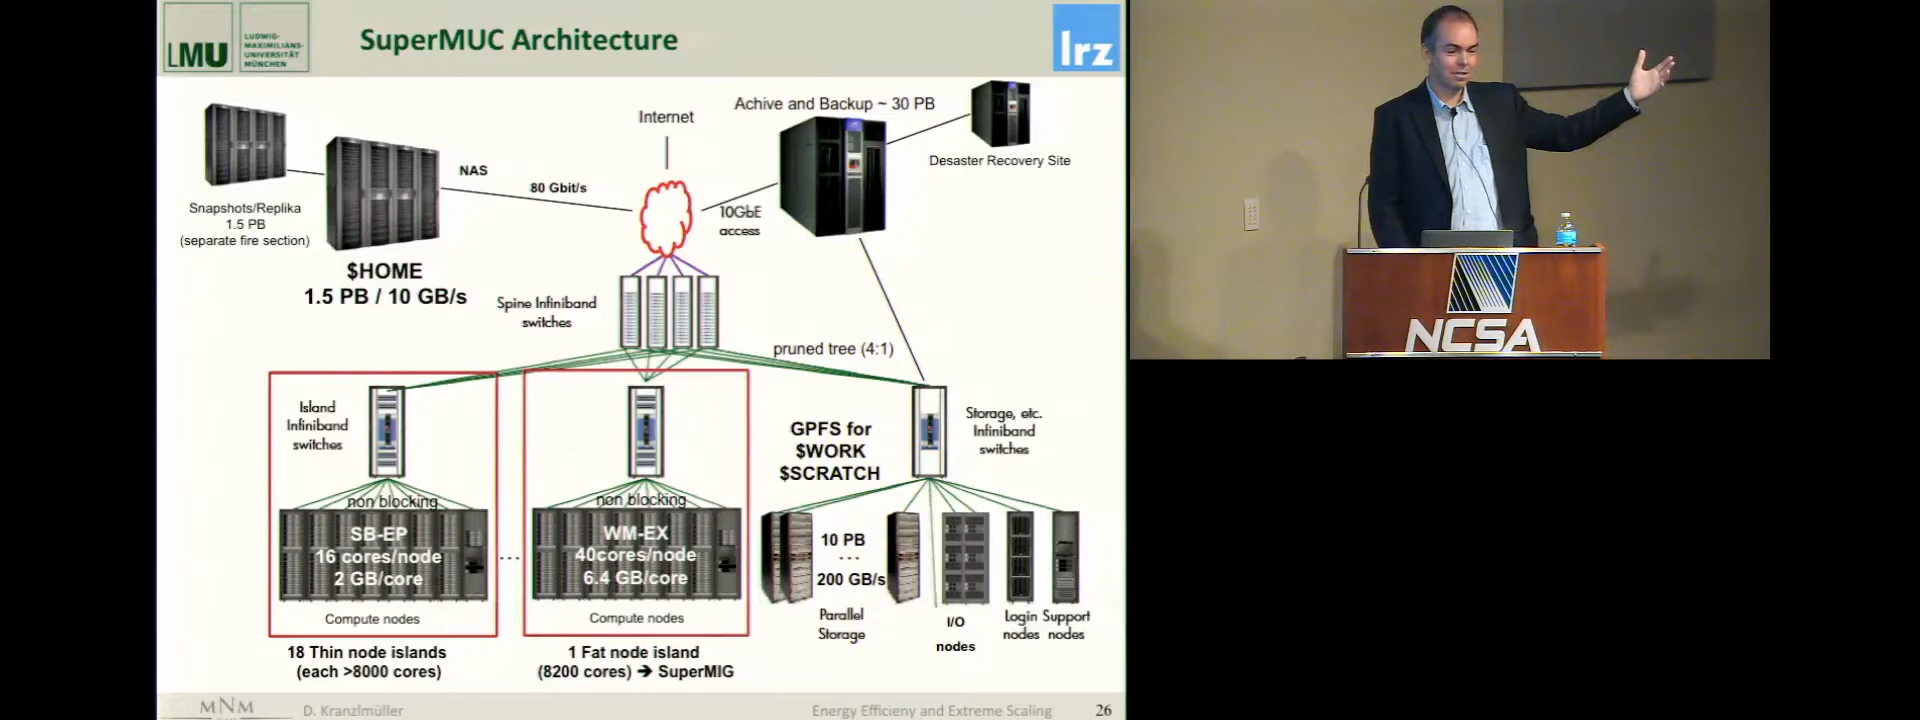 LMU
LUDWIG-
MAXIMILIANS-
UNIVERSITÄT
MÜNCHEN
SuperMUC Architecture
lrz
Internet
Achive and Backup ~ 30 PB
Desaster Recovery Site
NAS
80 Gbit/s
10GbE
access
Snapshots/Replika
1.5 PB
(separate fire section)
$HOME
1.5 PB / 10 GB/s
Spine Infiniband
switches
pruned tree (4:1)
Island
Infiniband
switches
GPFS for
$WORK
$SCRATCH
Storage, etc.
Infiniband
switches
non blocking
SB-EP
16 cores/node
2 GB/core
Compute nodes
...
non blocking
WM-EX
40cores/node
6.4 GB/core
Compute nodes
10 PB
...
200 GB/s
Parallel
Storage
I/O
nodes
Login
nodes
Support
nodes
18 Thin node islands
(each >8000 cores)
1 Fat node island
(8200 cores) ➔ SuperMIG
MNM
D. Kranzlmüller
Energy Efficieny and Extreme Scaling
26
NCSA